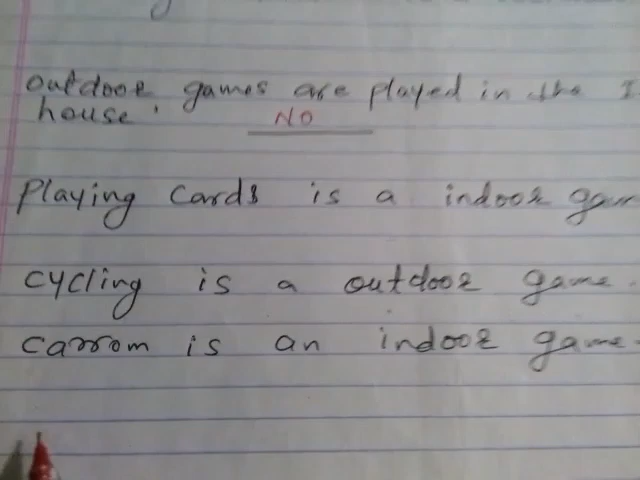 outdoor games are played in the I
house.
NO
Playing cards is a indoor gam
cycling is a outdoor game.
carrom is an indoor game.